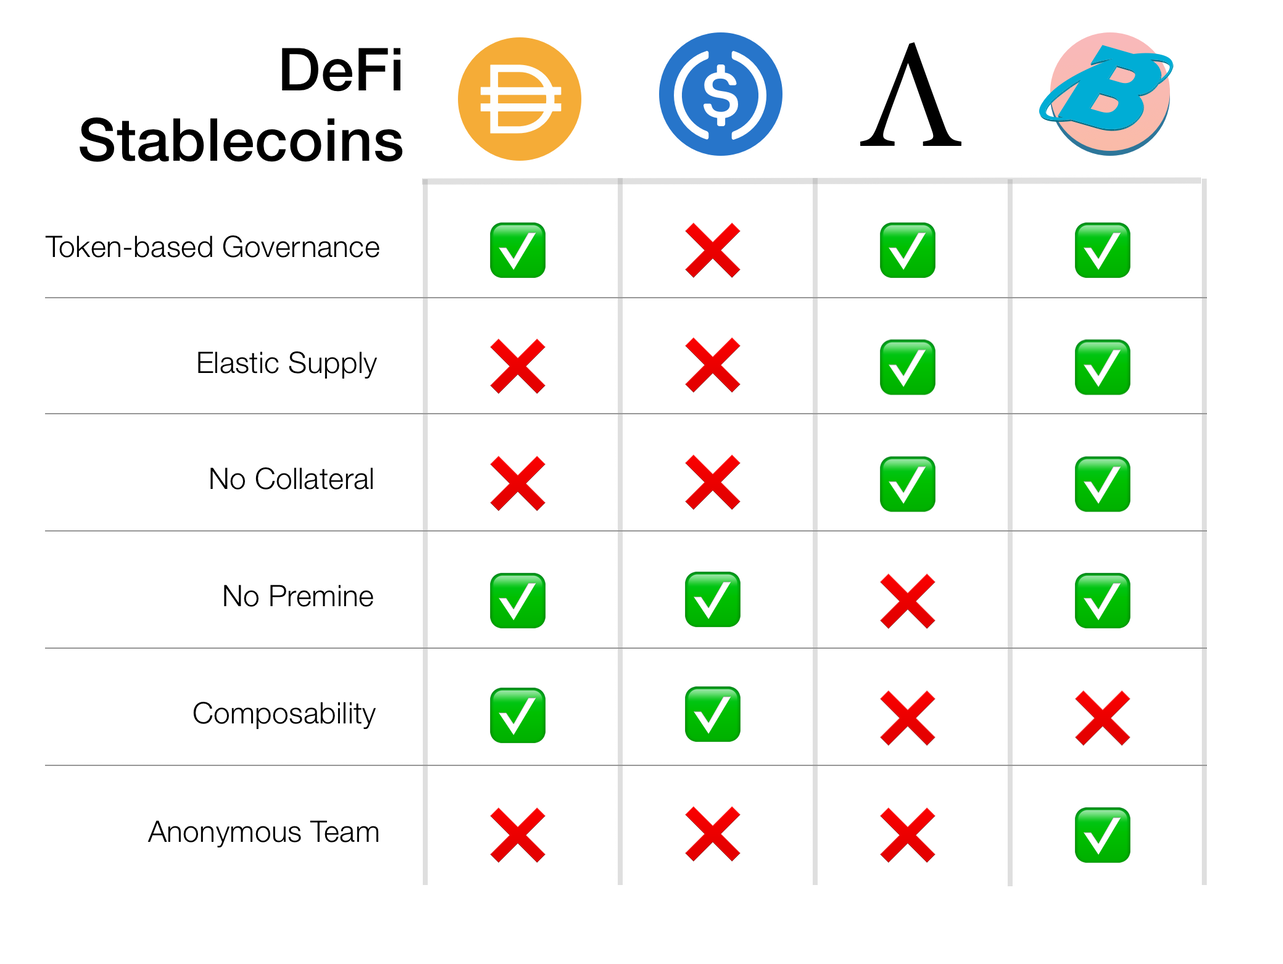 DeFi
Stablecoins
Token-based Governance
Elastic Supply
No Collateral
No Premine
Composability
Anonymous Team